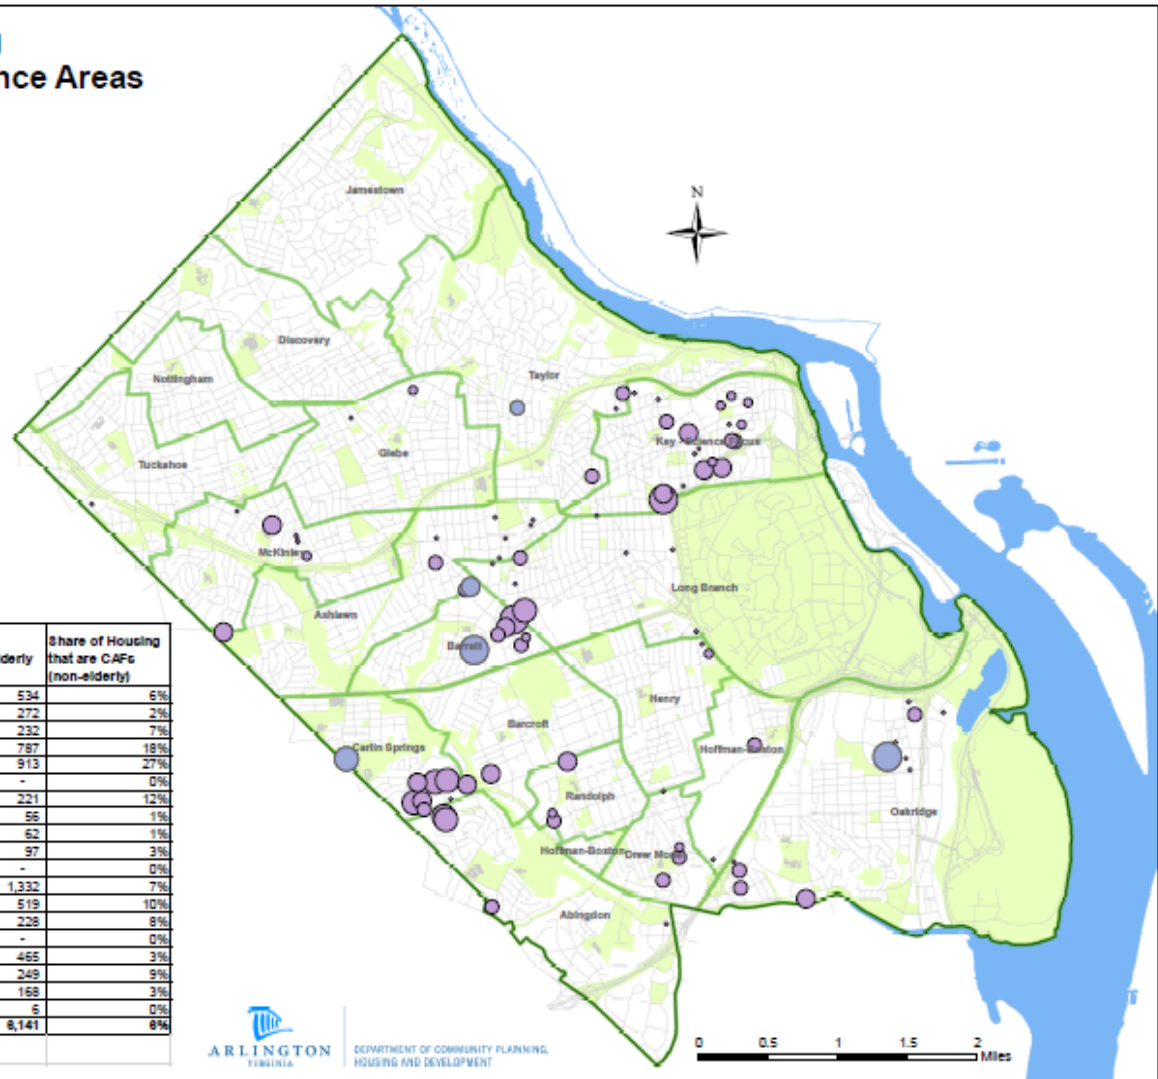 nce Areas
N
Jamestown
Discovery
Nottingham
Taylor
Glebe
Key - Science Focus
Tuckahoe
McKinley
Long Branch
Ashlawn
Barrett
Henry
Barcroft
Carlin Springs
Hoffman-Boston
Randolph
Oakridge
Hoffman-Boston
Drew Model
Abingdon
derly Share of Housing that are CAFs (non-elderly)
534 6%
272 2%
232 7%
787 18%
913 27%
- 0%
221 12%
56 1%
62 1%
97 3%
- 0%
1,332 7%
519 10%
228 8%
- 0%
465 3%
249 9%
168 3%
6 0%
6,141 6%
ARLINGTON
VIRGINIA
DEPARTMENT OF COMMUNITY PLANNING,
HOUSING AND DEVELOPMENT
0 0.5 1 1.5 2
Miles